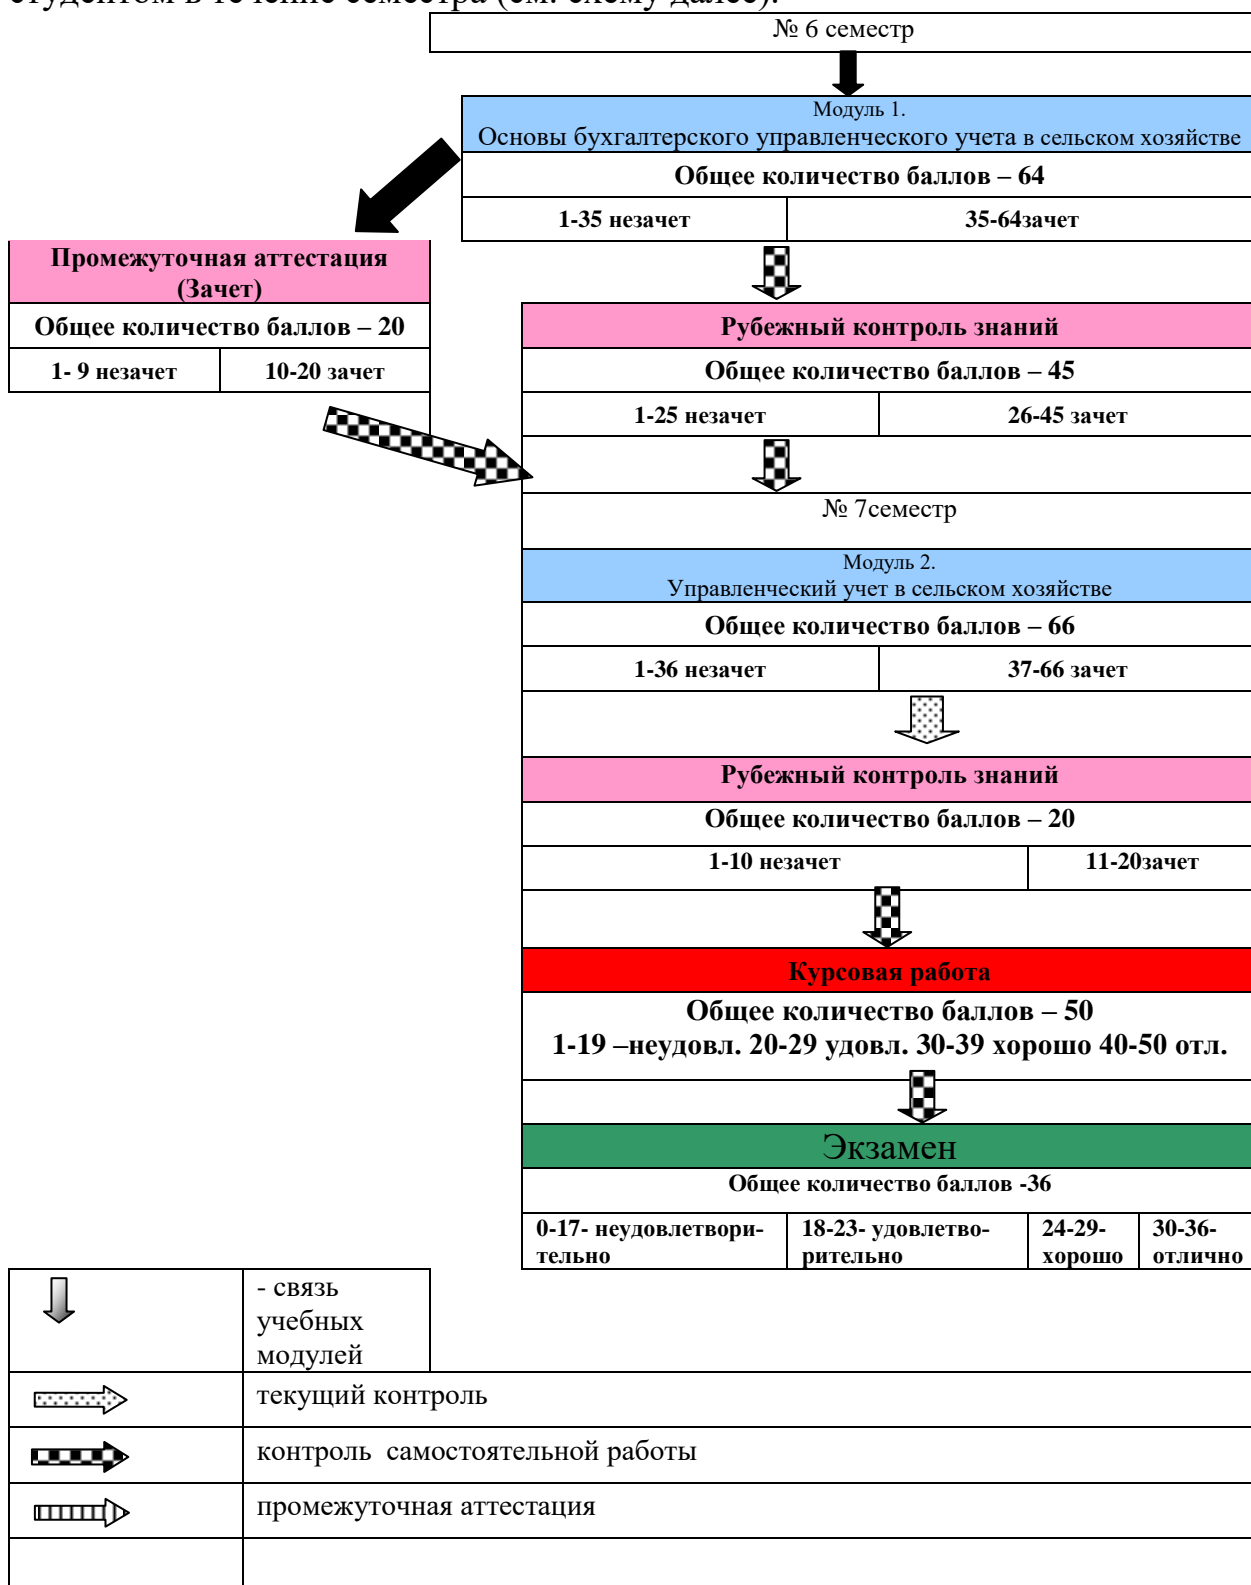 студентом в течение семестра (см. схему далее).
№ 6 семестр
Модуль 1.
Основы бухгалтерского управленческого учета в сельском хозяйстве
Общее количество баллов – 64
1-35 незачет 35-64зачет
Промежуточная аттестация
(Зачет)
Общее количество баллов – 20
1- 9 незачет 10-20 зачет
Рубежный контроль знаний
Общее количество баллов – 45
1-25 незачет 26-45 зачет
№ 7семестр
Модуль 2.
Управленческий учет в сельском хозяйстве
Общее количество баллов – 66
1-36 незачет 37-66 зачет
Рубежный контроль знаний
Общее количество баллов – 20
1-10 незачет 11-20зачет
Курсовая работа
Общее количество баллов – 50
1-19 –неудовл. 20-29 удовл. 30-39 хорошо 40-50 отл.
Экзамен
Общее количество баллов -36
0-17- неудовлетвори-
тельно
18-23- удовлетво-
рительно
24-29-
хорошо
30-36-
отлично
- связь
учебных
модулей
текущий контроль
контроль самостоятельной работы
промежуточная аттестация